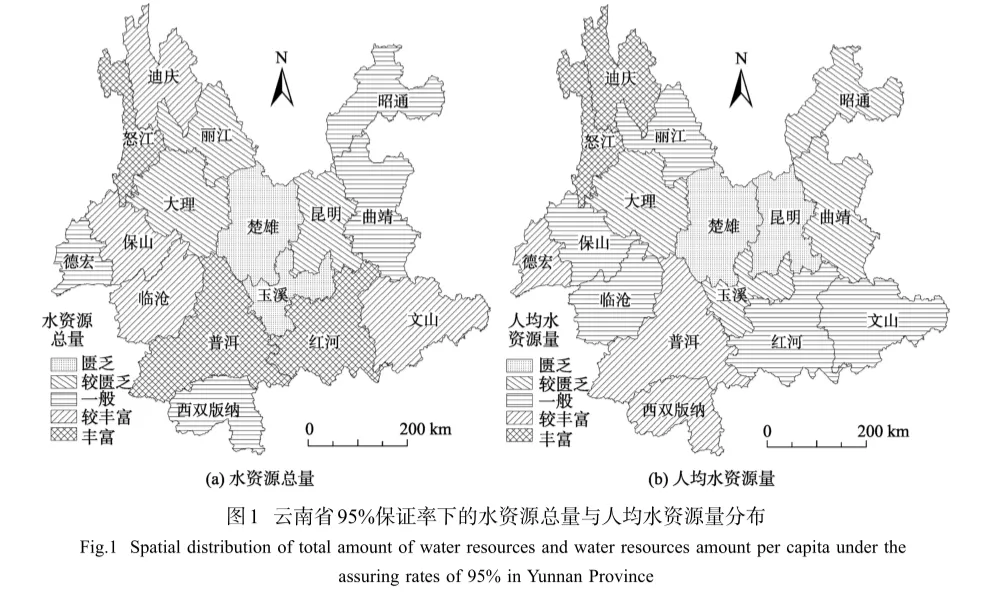 N
迪庆
昭通
怒江
丽江
大理
楚雄
昆明
曲靖
保山
德宏
临沧
玉溪
文山
普洱
红河
西双版纳
水资源
总量
匮乏
较匮乏
一般
较丰富
丰富
0 200 km
(a) 水资源总量
N
迪庆
昭通
怒江
丽江
大理
楚雄
昆明
曲靖
保山
德宏
临沧
玉溪
文山
普洱
红河
西双版纳
人均水
资源量
匮乏
较匮乏
一般
较丰富
丰富
0 200 km
(b) 人均水资源量
图1 云南省95%保证率下的水资源总量与人均水资源量分布
Fig.1 Spatial distribution of total amount of water resources and water resources amount per capita under the
assuring rates of 95% in Yunnan Province